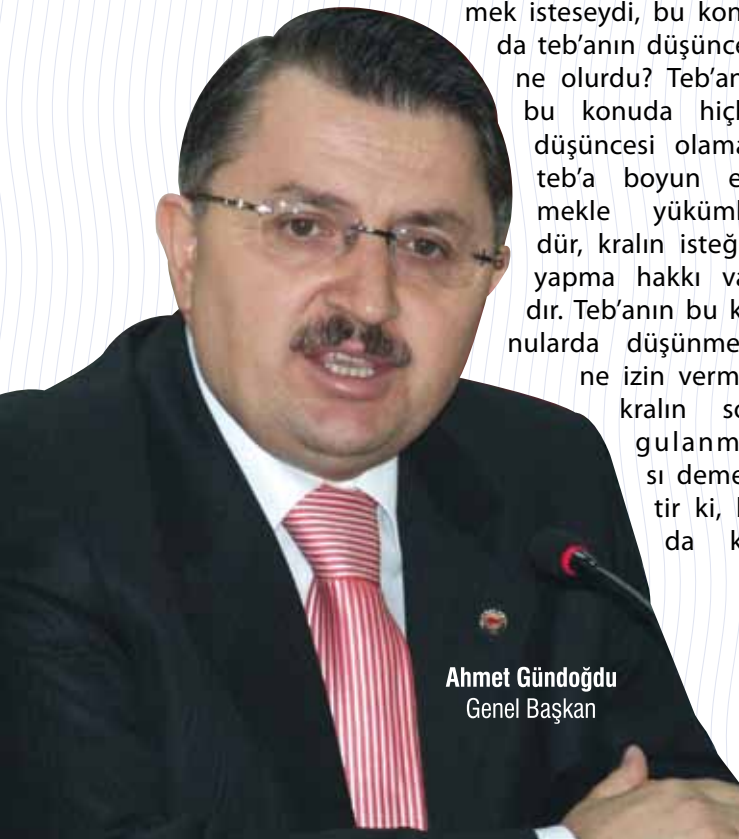 mek isteseydi, bu kon
da teb’anın düşünce
ne olurdu? Teb’an
bu konuda hiçb
düşüncesi olama
teb’a boyun e
mekle yüküml
dür, kralın isteğ
yapma hakkı va
dır. Teb’anın bu k
nularda düşünme
ne izin verm
kralın so
gulanm
sı deme
tir ki, b
da k
Ahmet Gündoğdu
Genel Başkan